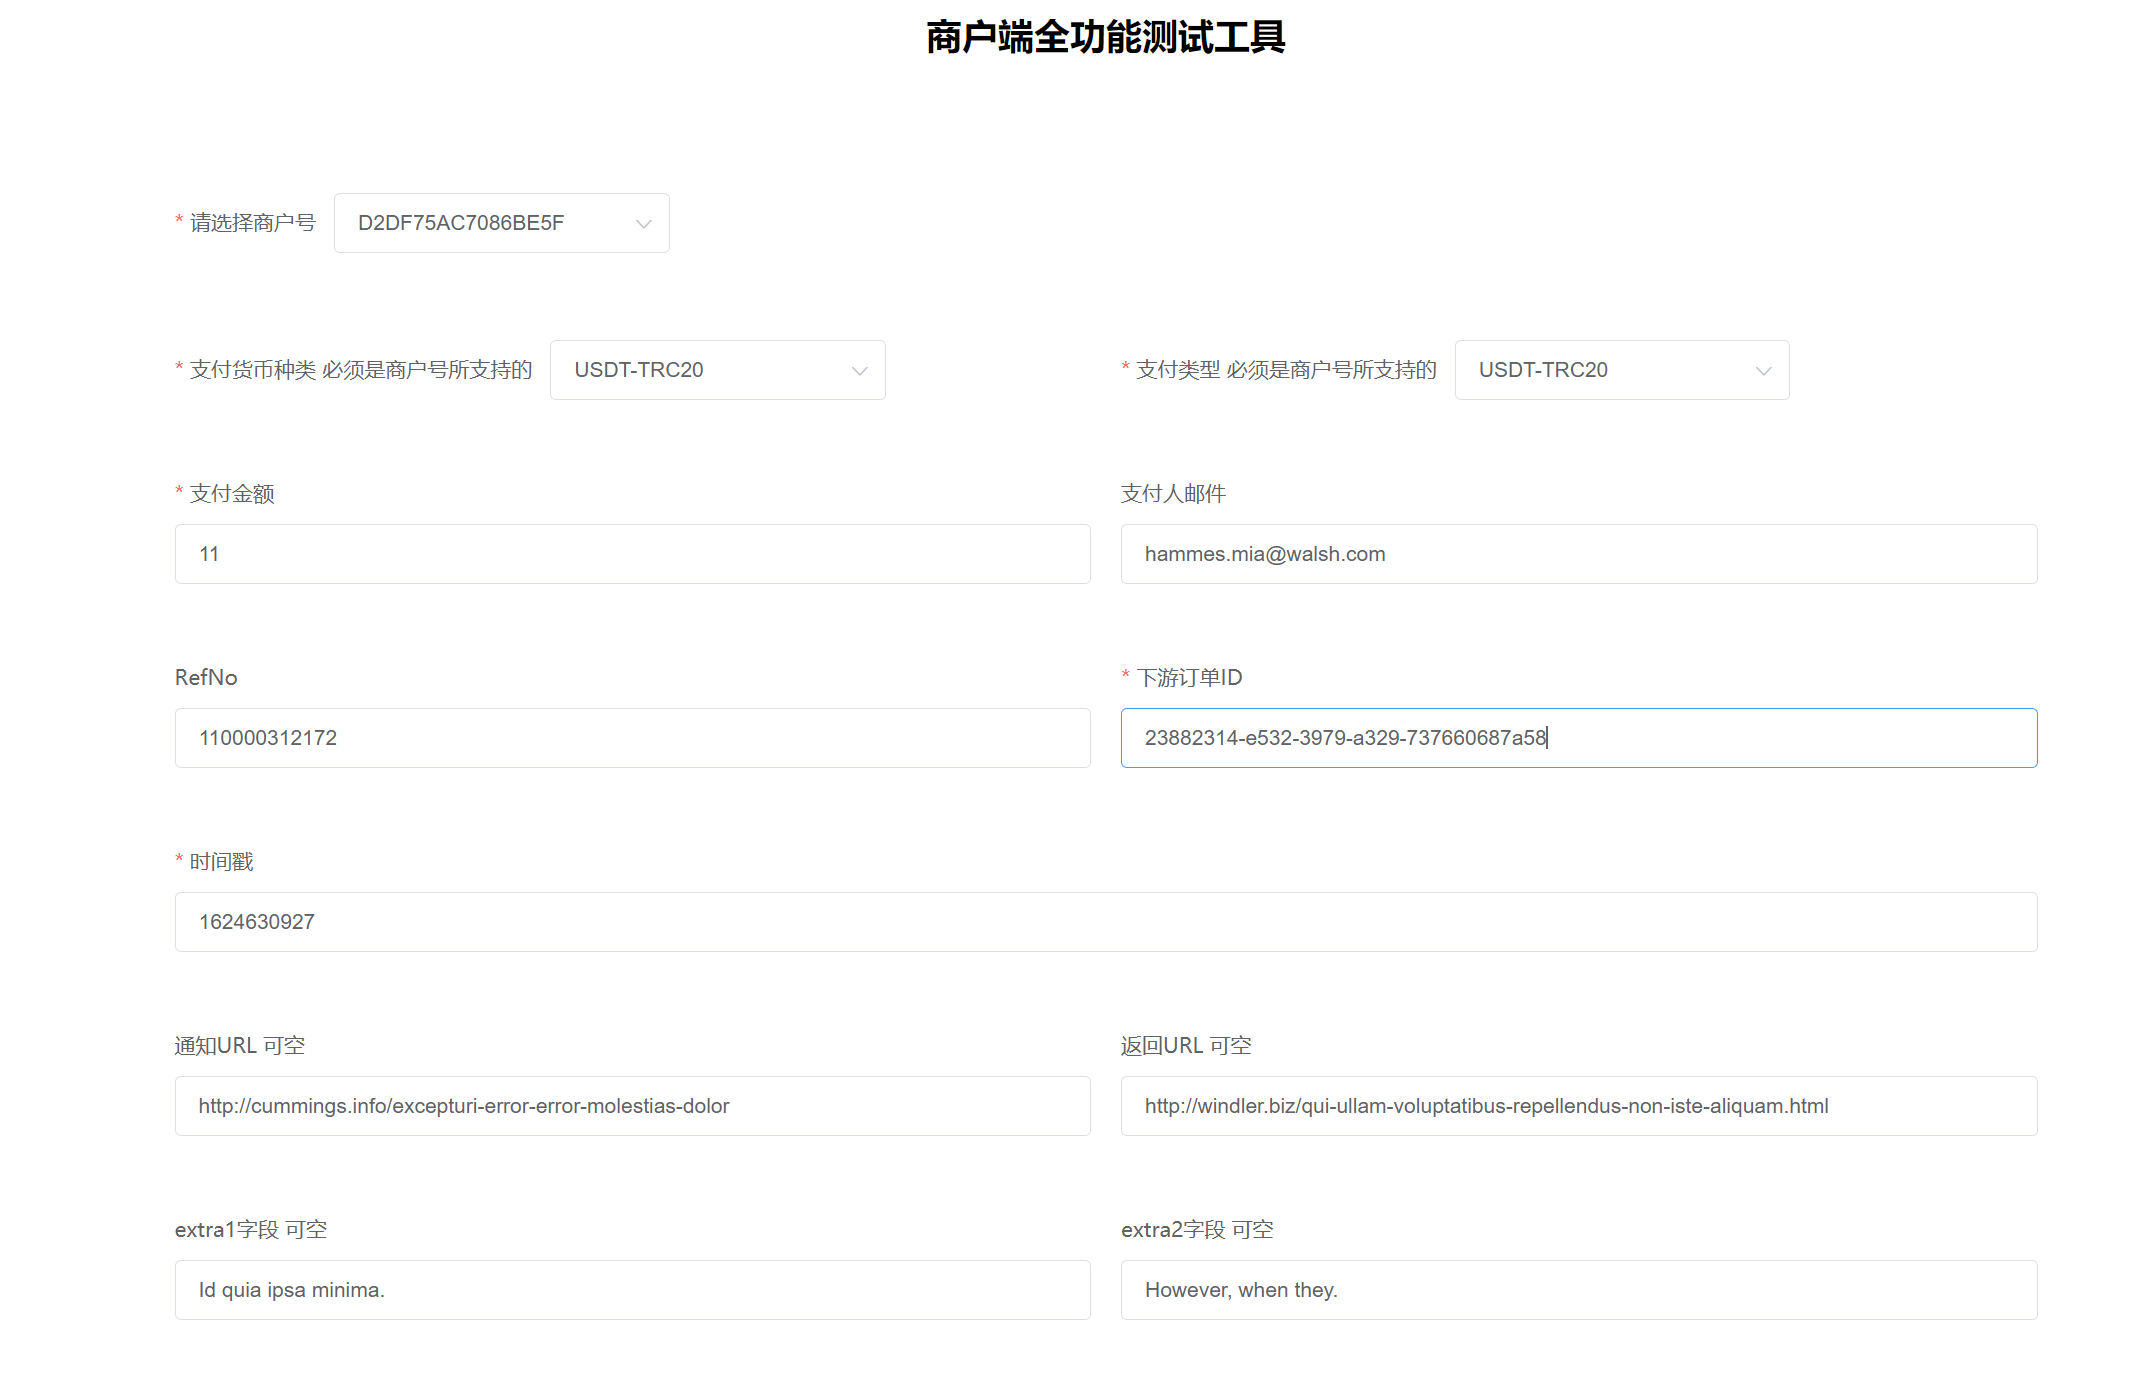 商户端全功能测试工具
* 请选择商户号 D2DF75AC7086BE5F
* 支付货币种类 必须是商户号所支持的 USDT-TRC20 * 支付类型 必须是商户号所支持的 USDT-TRC20
* 支付金额 支付人邮件
11 hammes.mia@walsh.com
RefNo * 下游订单ID
110000312172 23882314-e532-3979-a329-737660687a58
* 时间戳
1624630927
通知URL 可空 返回URL 可空
http://cummings.info/excepturi-error-error-molestias-dolor http://windler.biz/qui-ullam-voluptatibus-repellendus-non-iste-aliquam.html
extra1字段 可空 extra2字段 可空
Id quia ipsa minima. However, when they.